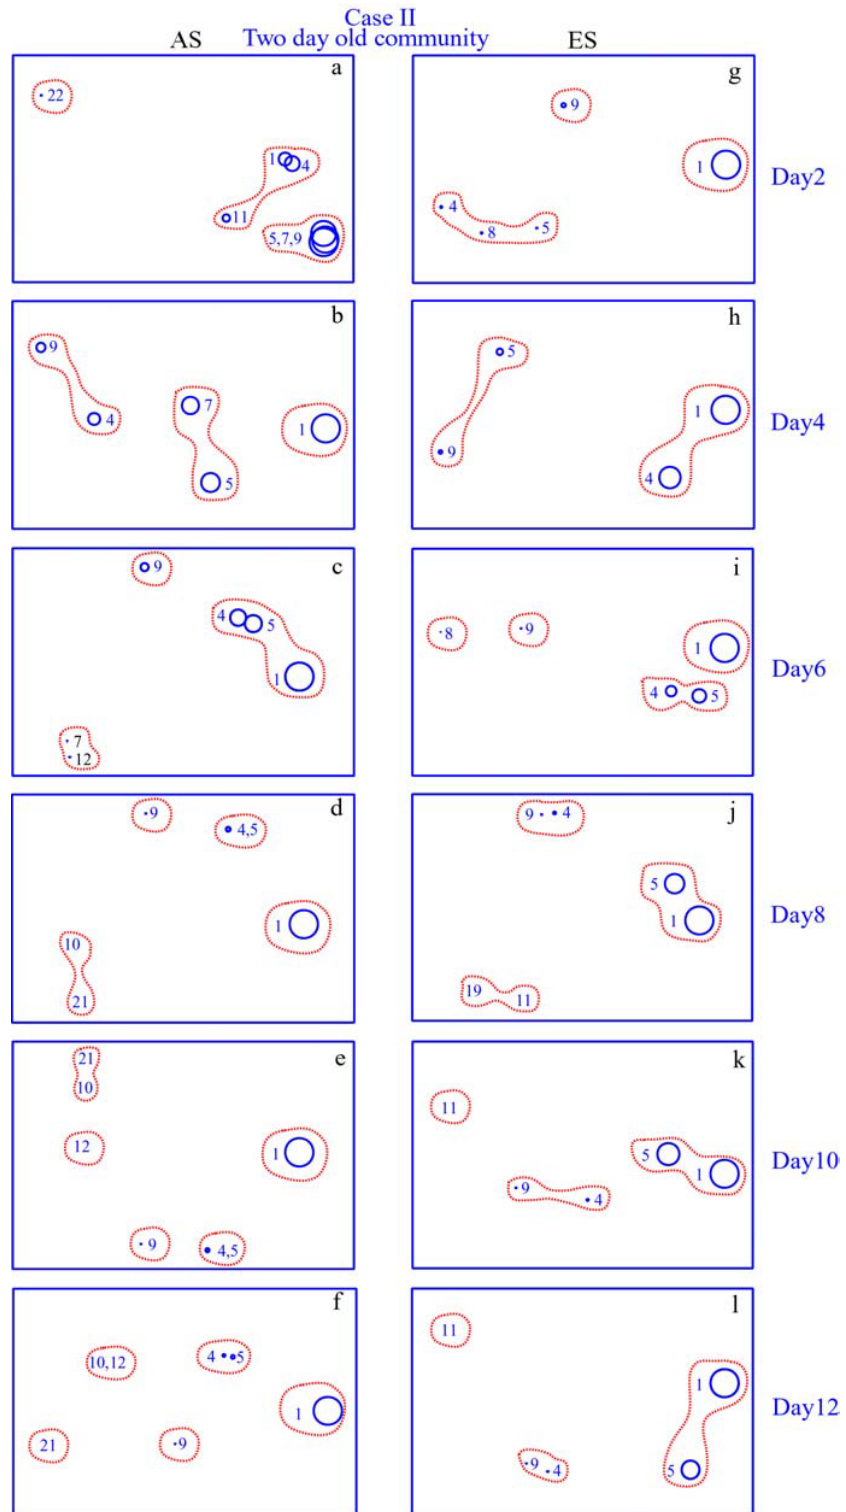 Case II
AS Two day old community ES
a
22
1 4
11
5,7,9
g
9
1
4
8 5
Day2
b
9
7
4
1
5
h
5
1
9
4
Day4
c
9
4 5
1
7
12
i
8 9
1
4 5
Day6
d
9
4,5
1
10
21
j
9 4
5
1
19 11
Day8
e
21
10
12
1
9 4,5
k
11
5
1
9
4
Day10
f
10,12
4 5
1
21
9
l
11
1
9 4
5
Day12